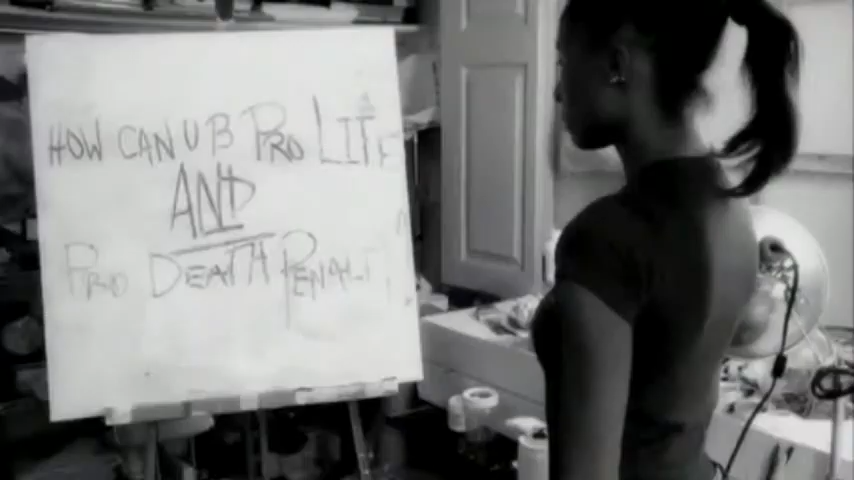 HOW CAN U B PRO LIFE
AND
PRO DEATH PENALTY